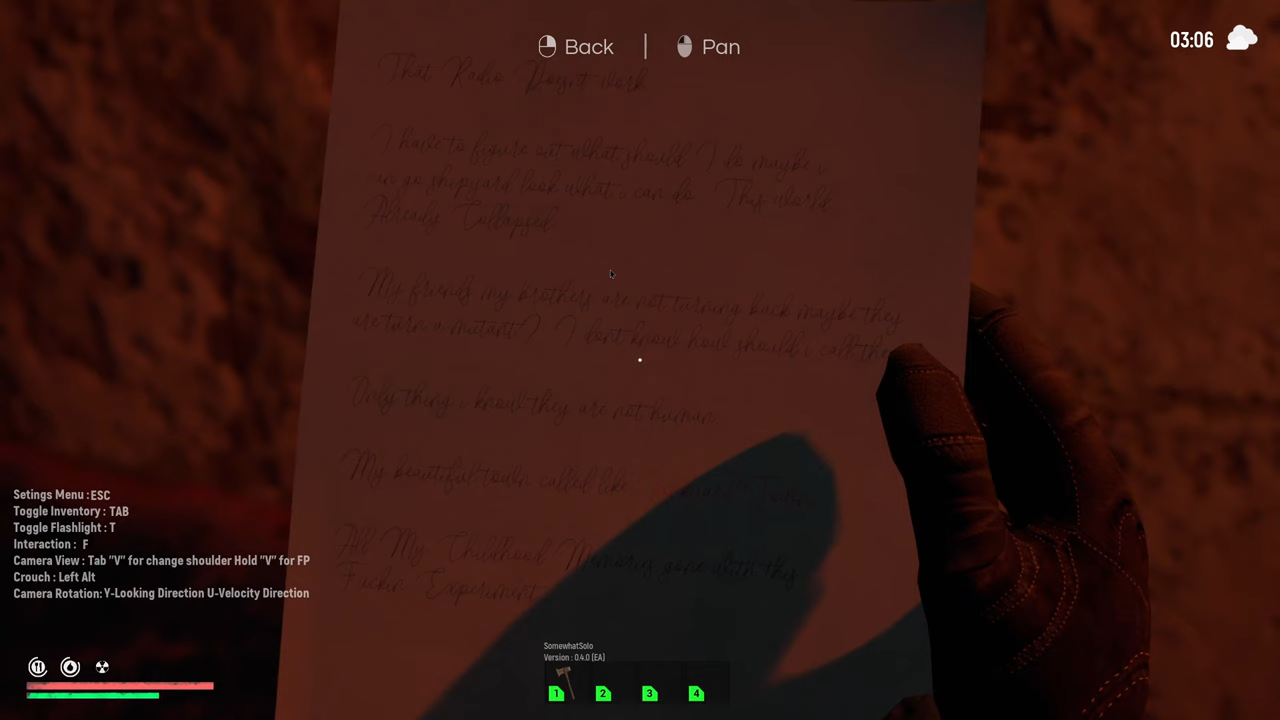 Back | Pan
03:06
That Radio Doesnt work
I have to figure out what should I do maybe i
can go shipyard look what i can do This world
Already Collapsed
My friends my brothers are not turning back maybe they
are turn a mutant? I dont know how should i call the
Only thing i know they are not human
My beautiful town called like Town
All My Childhood Memories gone with this
Fuckin Experiment
Setings Menu : ESC
Toggle Inventory : TAB
Toggle Flashlight : T
Interaction : F
Camera View : Tab "V" for change shoulder Hold "V" for FP
Crouch : Left Alt
Camera Rotation: Y-Looking Direction U-Velocity Direction
SomewhatSolo
Version : 0.4.0 (EA)
1 2 3 4